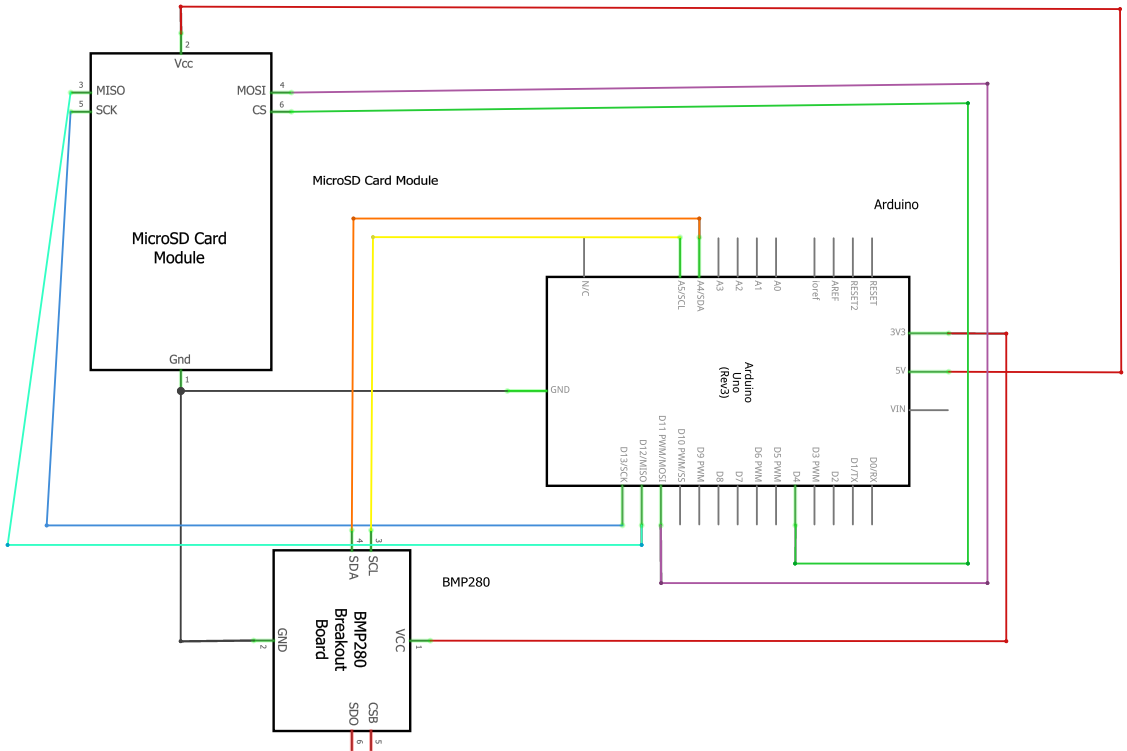 2
Vcc
3
MISO
MOSI
4
5
SCK
CS
6
MicroSD Card Module
Arduino
MicroSD Card
Module
N/C
A5/SCL
A4/SDA
A3
A2
A1
A0
ioref
AREF
RESET2
RESET
3V3
Gnd
1
5V
GND
Arduino
Uno
(Rev3)
VIN
D13/SCK
D12/MISO
D11 PWM/MOSI
D10 PWM/SS
D9 PWM
D8
D7
D6 PWM
D5 PWM
D4
D3 PWM
D2
D1/TX
D0/RX
4
3
SDA
SCL
BMP280
GND
2
BMP280
Breakout
Board
VCC
1
SDO
CSB
6
5